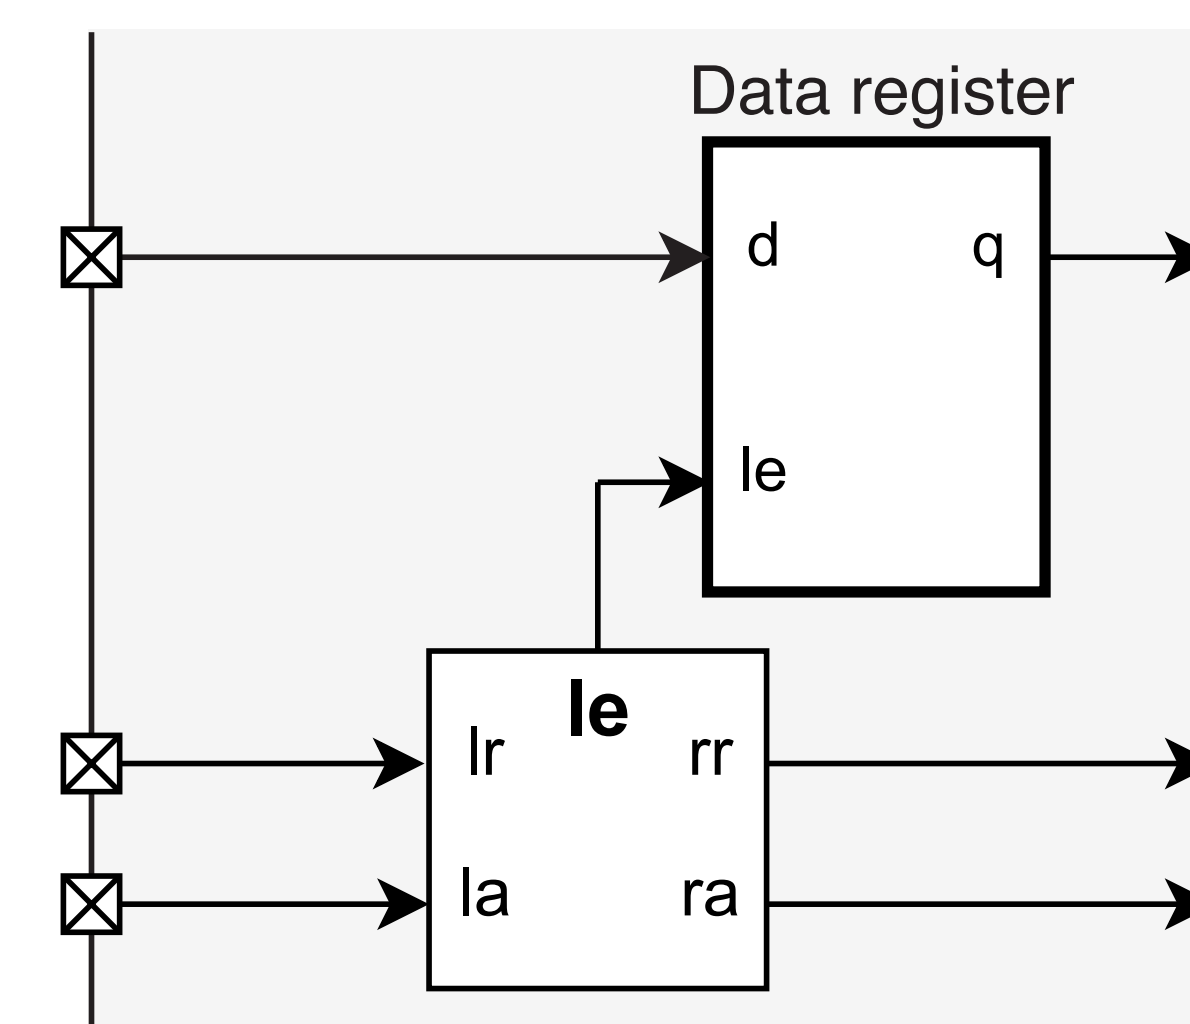 Data register
d q
le
le
lr rr
la ra